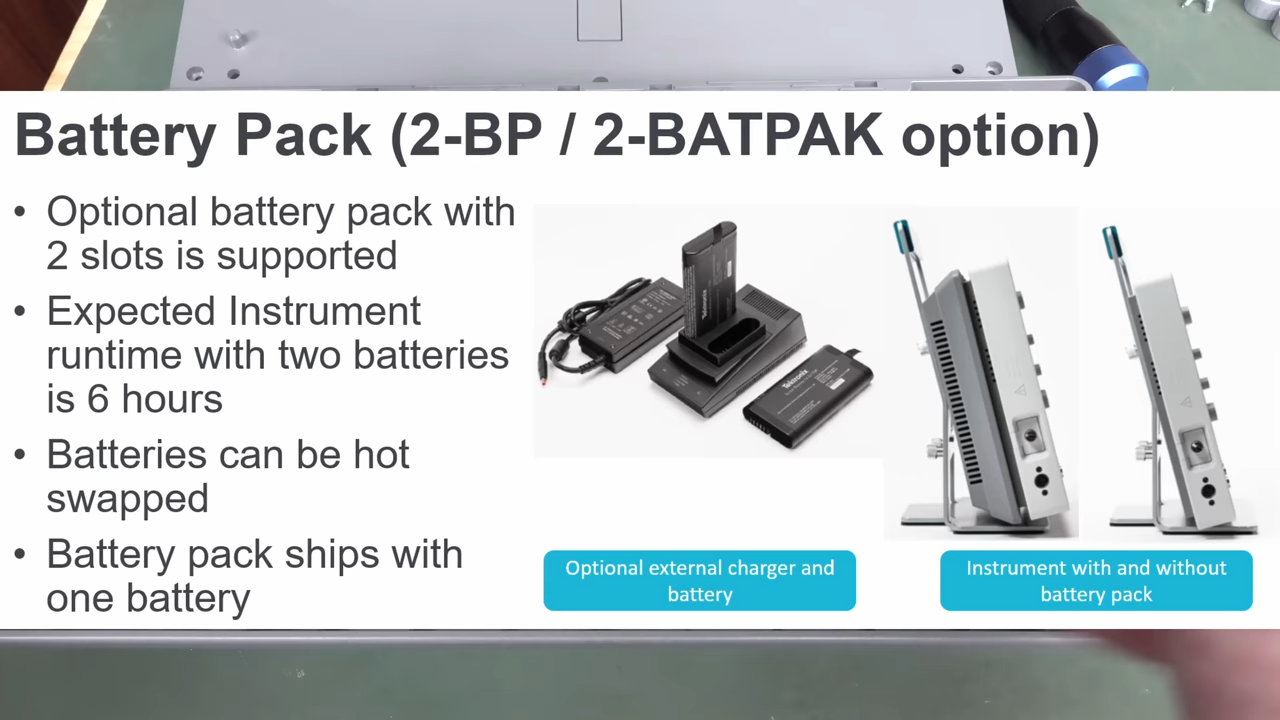 Battery Pack (2-BP / 2-BATPAK option)
• Optional battery pack with
2 slots is supported
• Expected Instrument
runtime with two batteries
is 6 hours
• Batteries can be hot
swapped
• Battery pack ships with
one battery
Tektronix
Tektronix
Optional external charger and
battery
Instrument with and without
battery pack